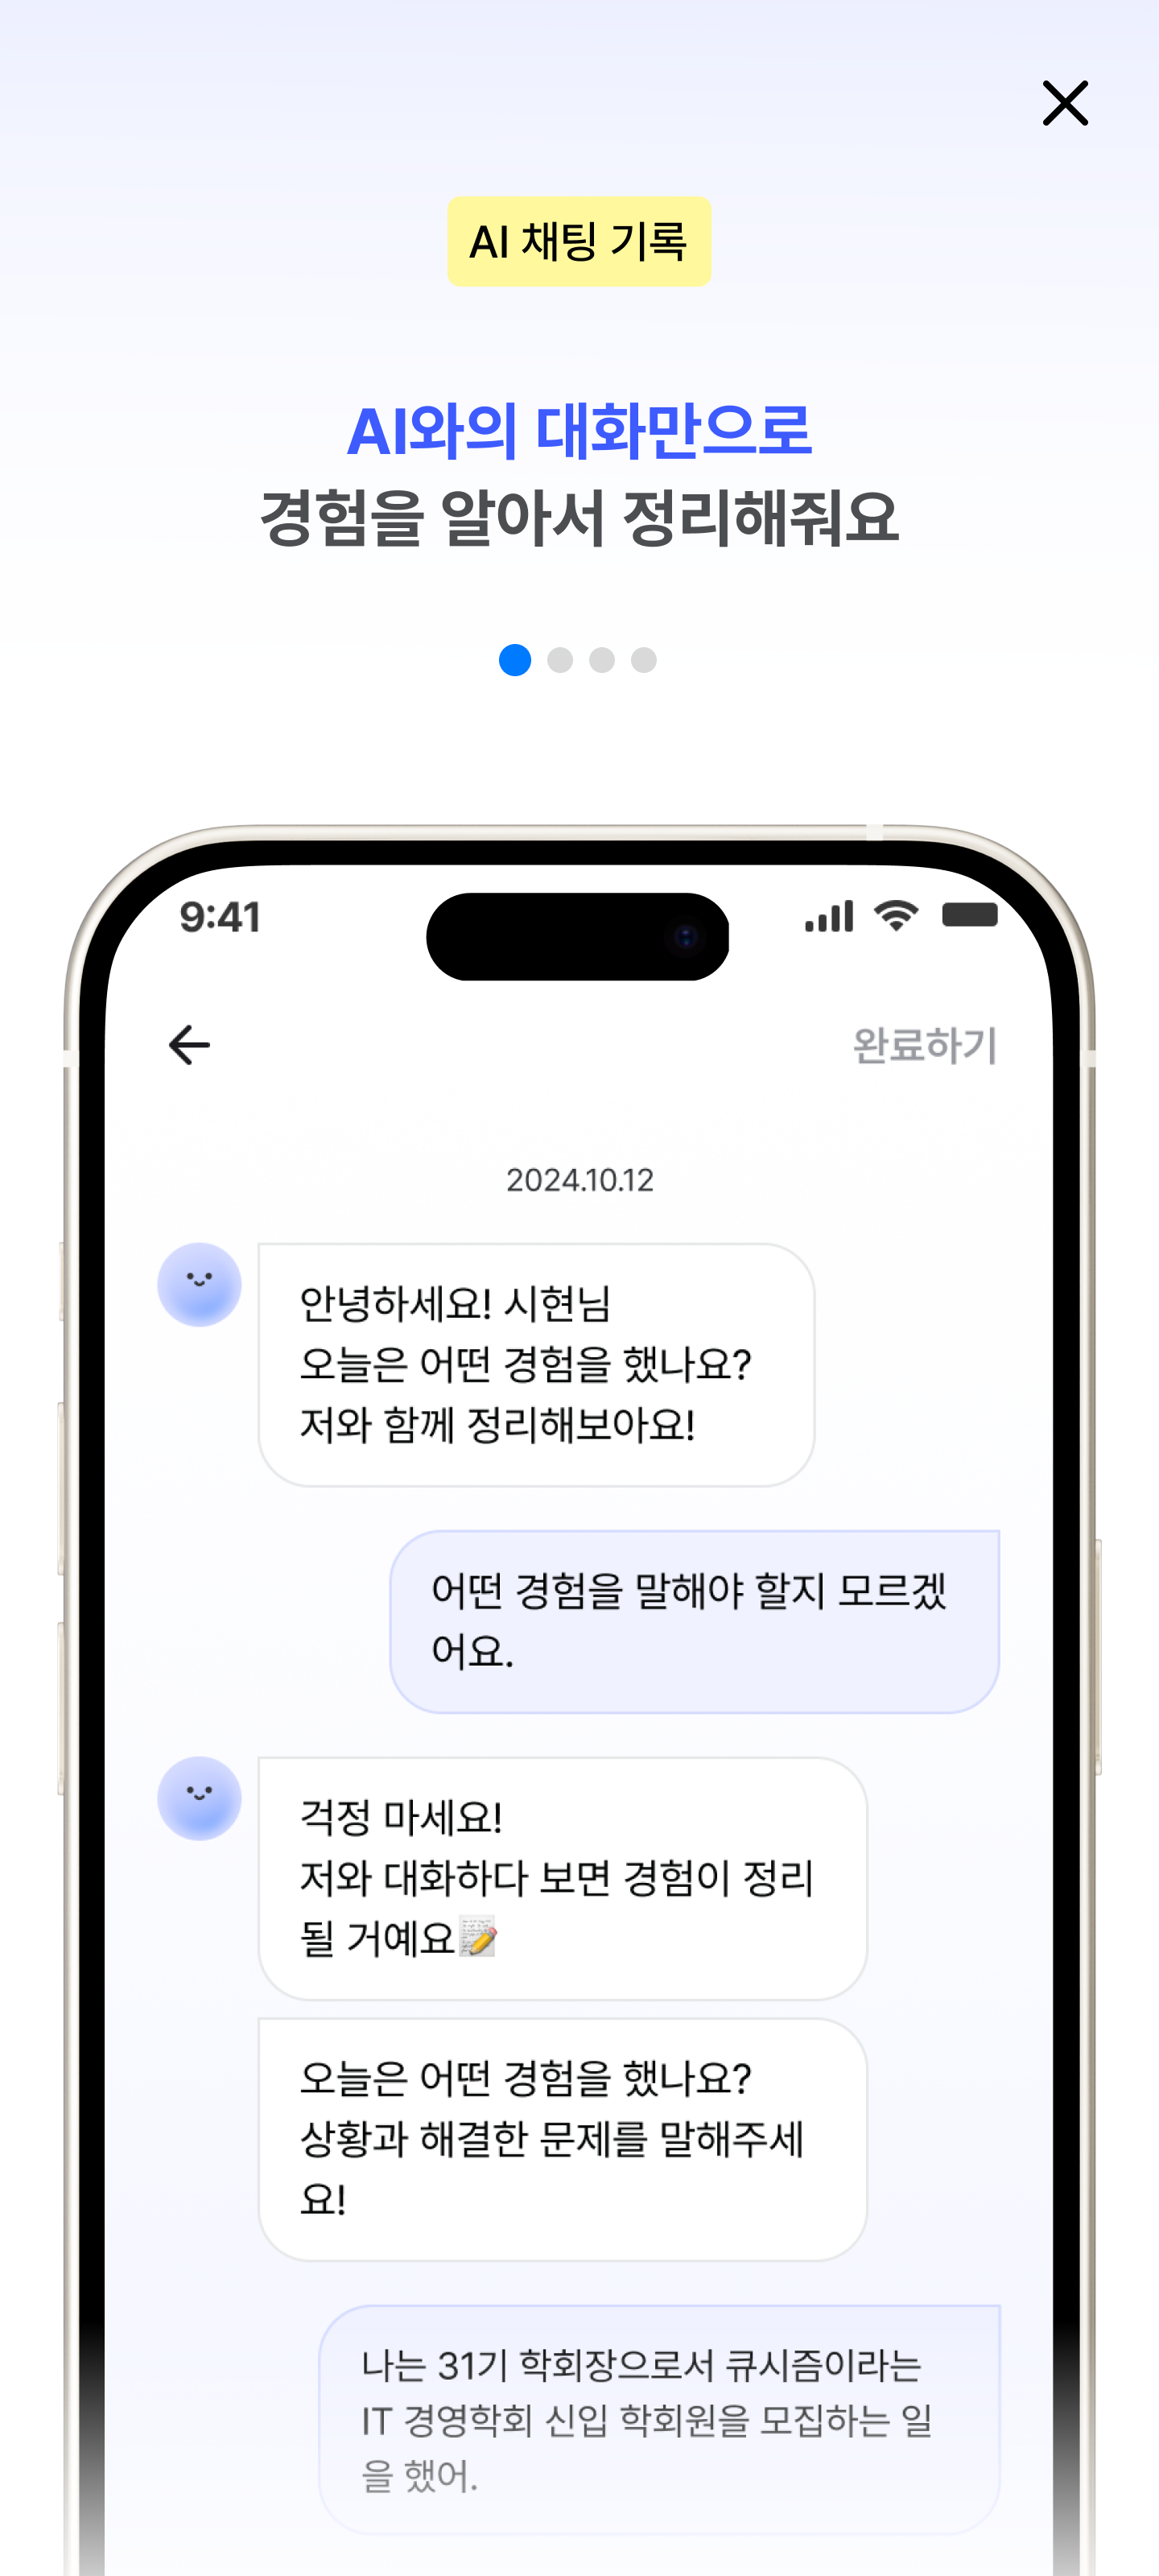 AI 채팅 기록
AI와의 대화만으로
경험을 알아서 정리해줘요
9:41
완료하기
2024.10.12
안녕하세요! 시현님
오늘은 어떤 경험을 했나요?
저와 함께 정리해보아요!
어떤 경험을 말해야 할지 모르겠
어요.
걱정 마세요!
저와 대화하다 보면 경험이 정리
될 거예요📝
오늘은 어떤 경험을 했나요?
상황과 해결한 문제를 말해주세
요!
나는 31기 학회장으로서 큐시즘이라는
IT 경영학회 신입 학회원을 모집하는 일
을 했어.